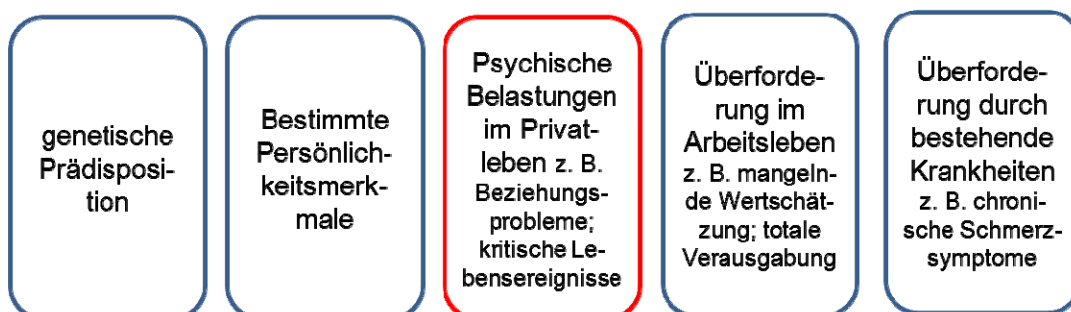 genetische
Prädisposi-
tion
Bestimmte
Persönlich-
keitsmerk-
male
Psychische
Belastungen
im Privat-
leben z. B.
Beziehungs-
probleme;
kritische Le-
bensereignisse
Überforde-
rung im
Arbeitsleben
z. B. mangeln-
de Wertschät-
zung; totale
Verausgabung
Überforde-
rung durch
bestehende
Krankheiten
z. B. chroni-
sche Schmerz-
symptome